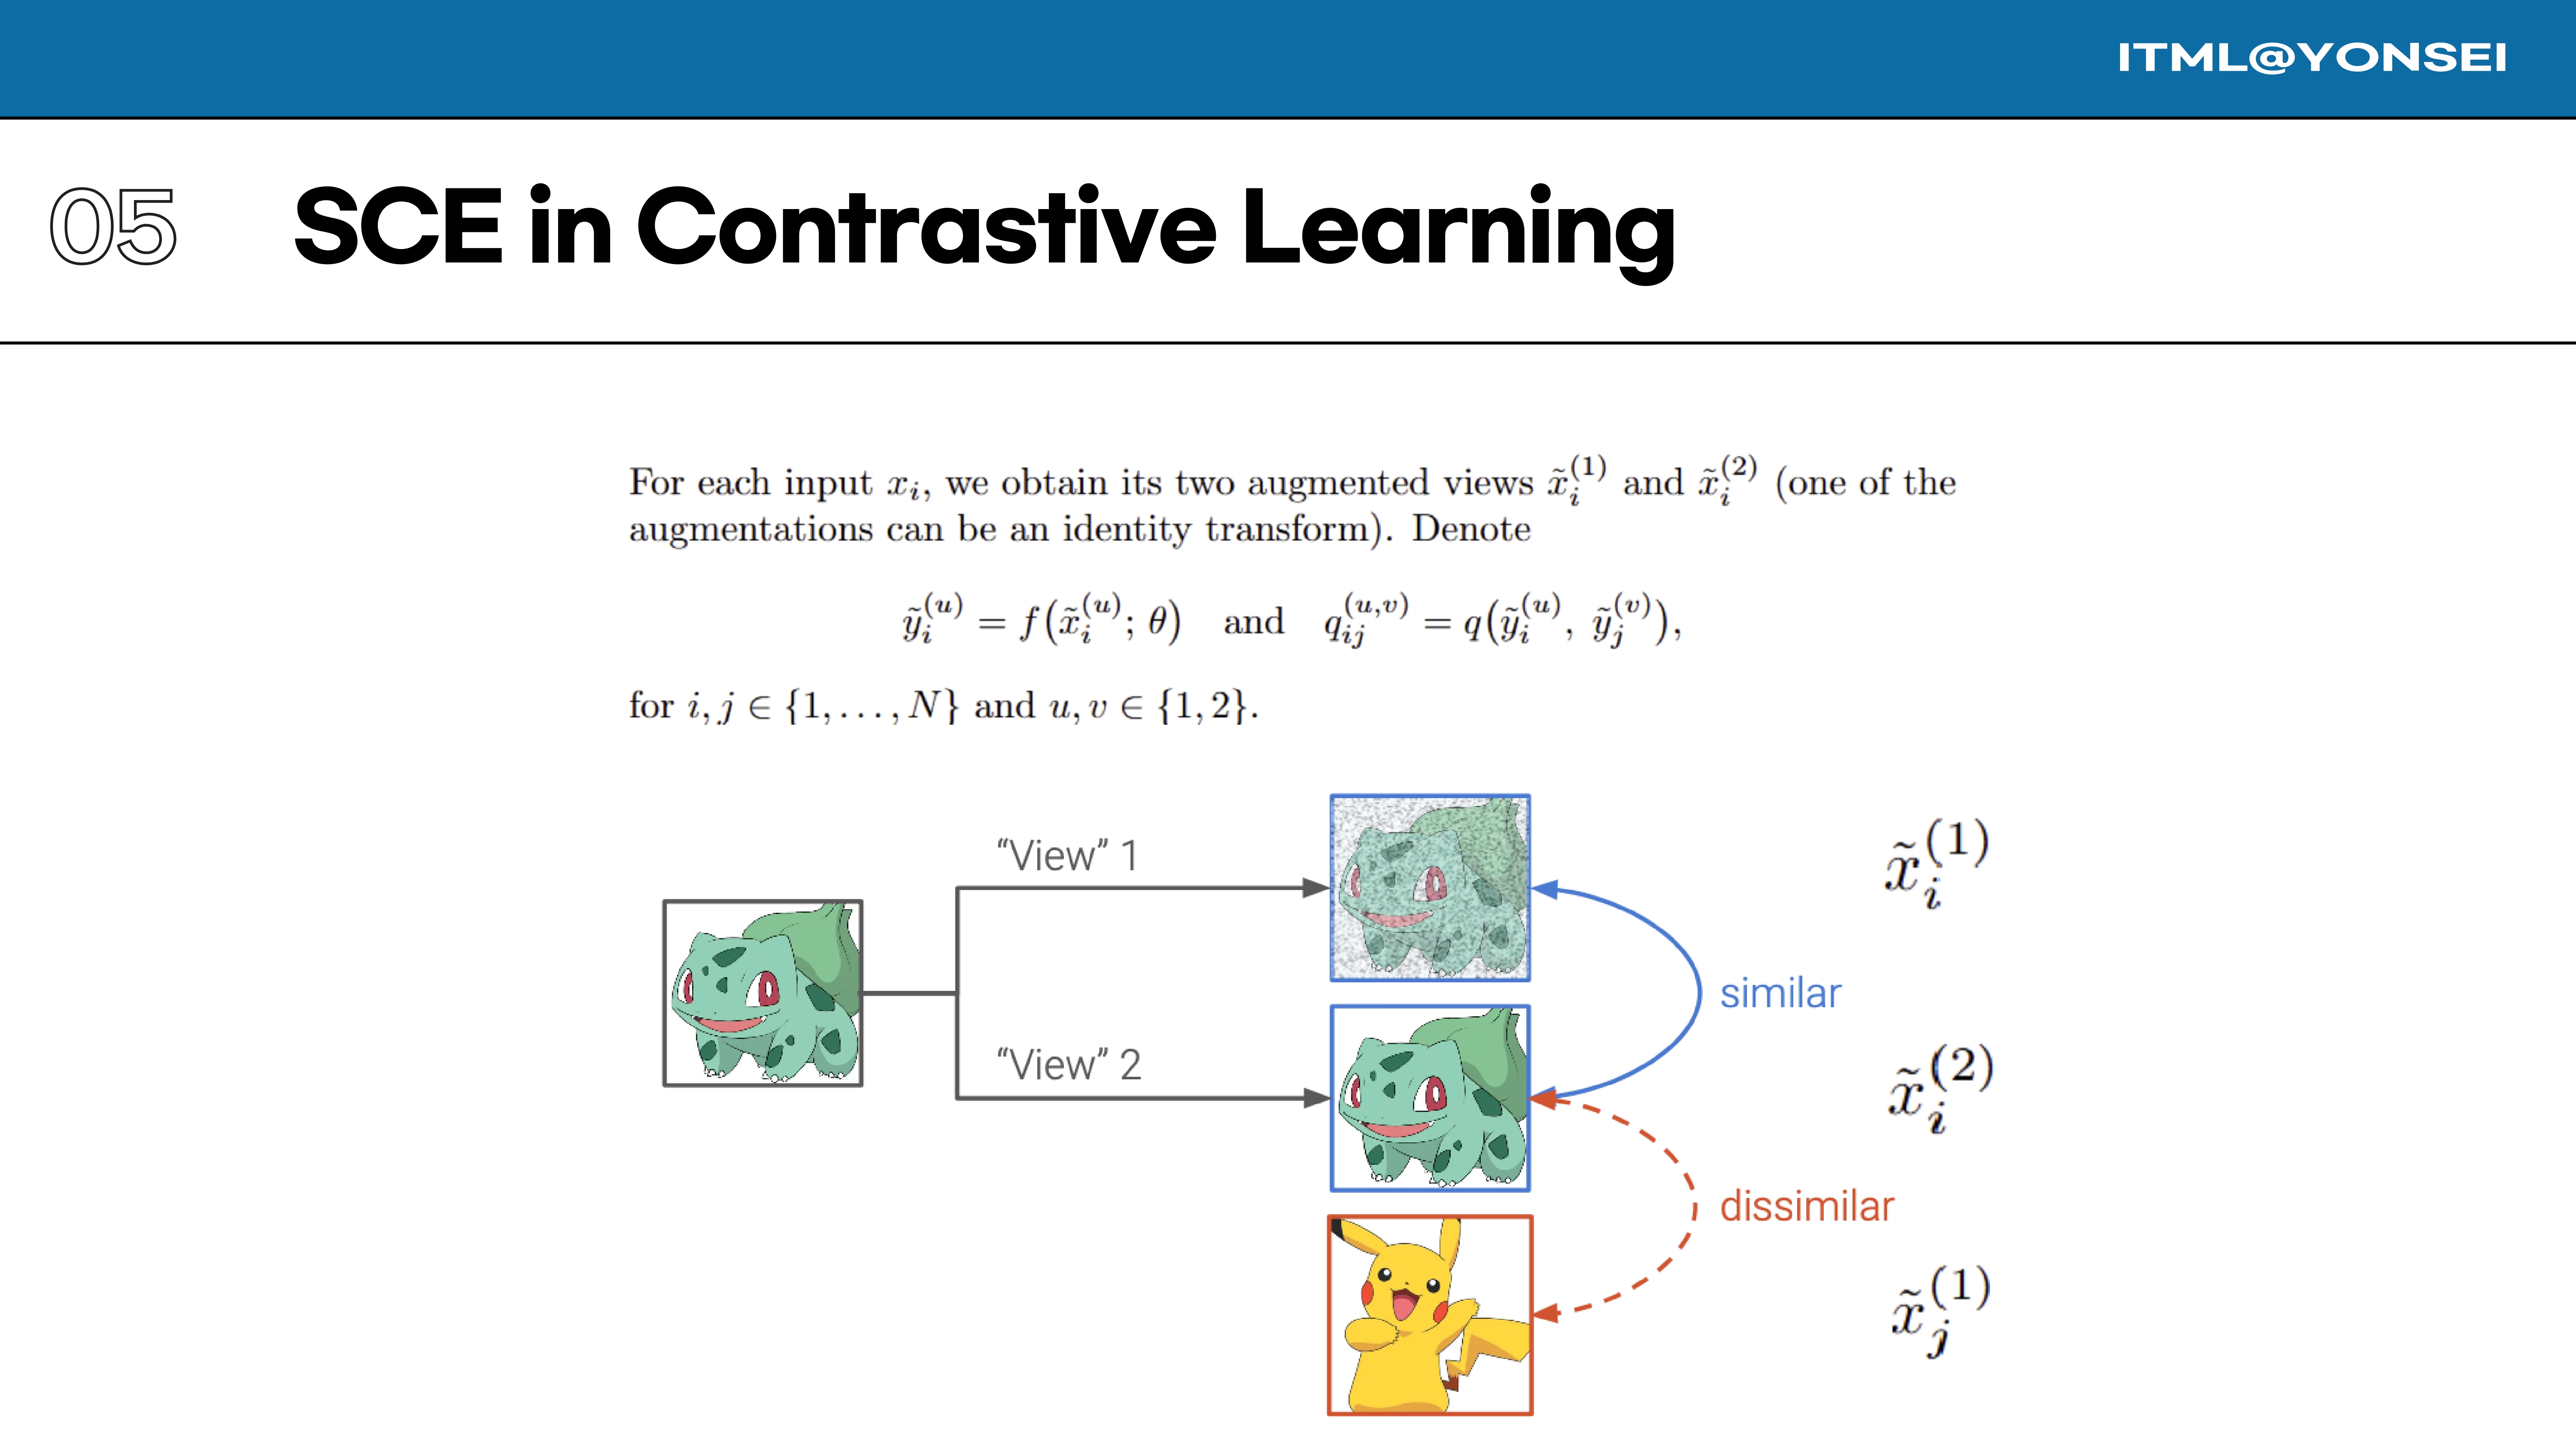 ITML@YONSEI
05 SCE in Contrastive Learning
For each input $x_i$, we obtain its two augmented views $\tilde{x}_i^{(1)}$ and $\tilde{x}_i^{(2)}$ (one of the
augmentations can be an identity transform). Denote
$\tilde{y}_i^{(u)} = f(\tilde{x}_i^{(u)}; \theta)$ and $q_{ij}^{(u,v)} = q(\tilde{y}_i^{(u)}, \tilde{y}_j^{(v)}),$
for $i, j \in \{1, \ldots, N\}$ and $u, v \in \{1, 2\}$.
“View” 1
$\tilde{x}_i^{(1)}$
similar
“View” 2
$\tilde{x}_i^{(2)}$
dissimilar
$\tilde{x}_j^{(1)}$